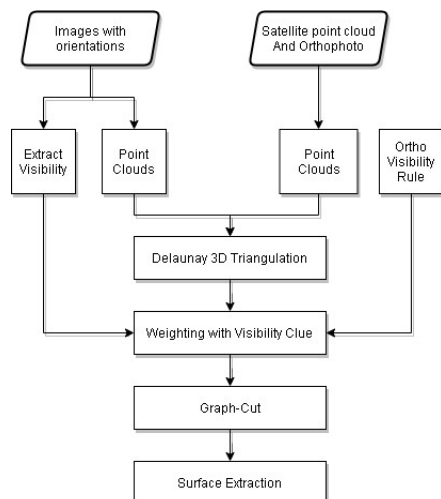 Images with
orientations
Satellite point cloud
And Orthophoto
Extract
Visibility
Point
Clouds
Point
Clouds
Ortho
Visibility
Rule
Delaunay 3D Triangulation
Weighting with Visibility Clue
Graph-Cut
Surface Extraction